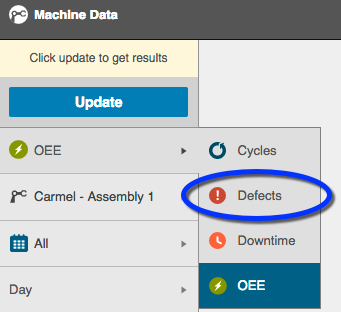 Machine Data
Click update to get results
Update
OEE
Carmel - Assembly 1
All
Day
Cycles
Defects
Downtime
OEE